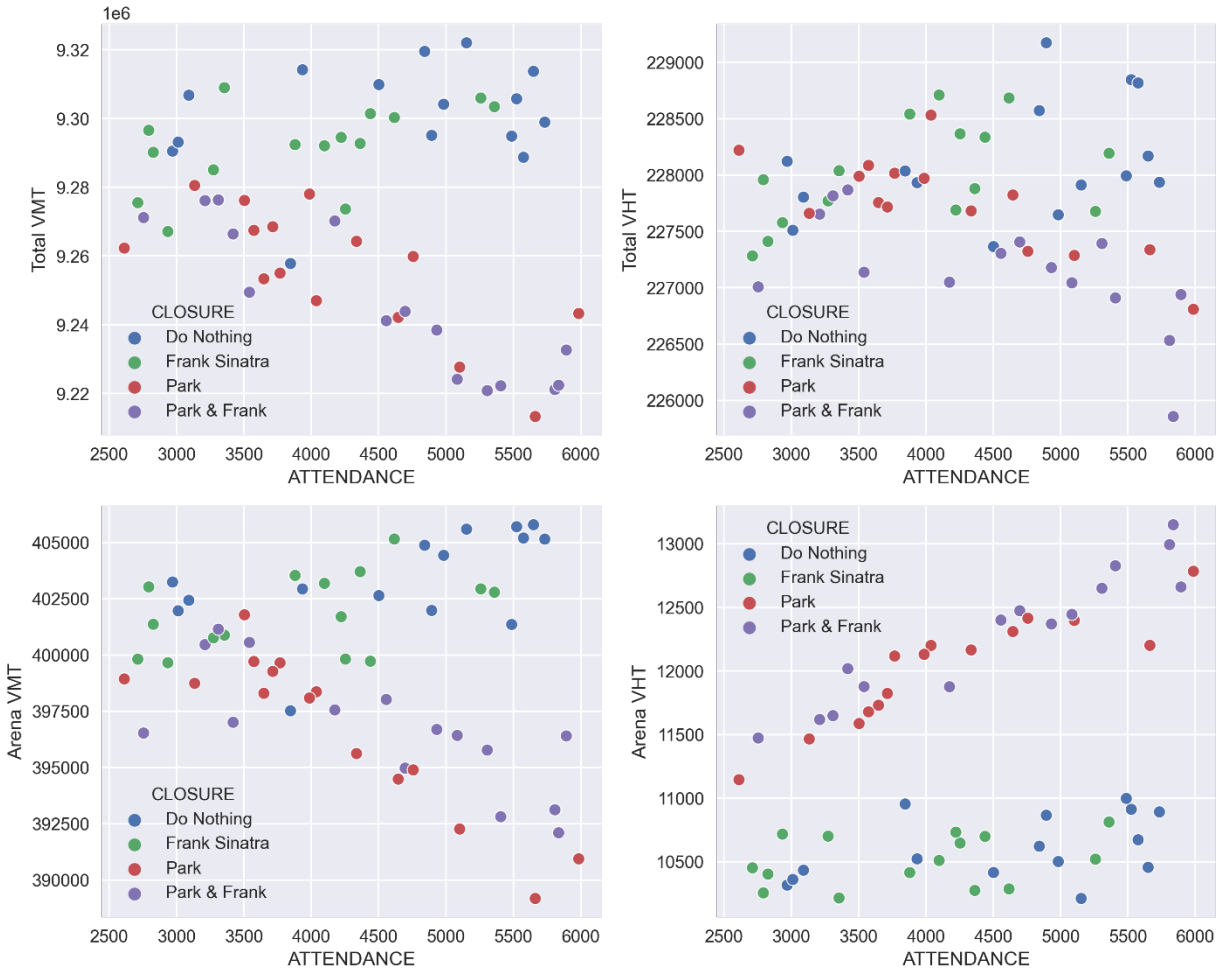 1e6
9.32
9.30
9.28
9.26
9.24
9.22
Total VMT
CLOSURE
Do Nothing
Frank Sinatra
Park
Park & Frank
2500 3000 3500 4000 4500 5000 5500 6000
ATTENDANCE
229000
228500
228000
227500
227000
226500
226000
Total VHT
CLOSURE
Do Nothing
Frank Sinatra
Park
Park & Frank
2500 3000 3500 4000 4500 5000 5500 6000
ATTENDANCE
405000
402500
400000
397500
395000
392500
390000
Arena VMT
CLOSURE
Do Nothing
Frank Sinatra
Park
Park & Frank
2500 3000 3500 4000 4500 5000 5500 6000
ATTENDANCE
13000
12500
12000
11500
11000
10500
Arena VHT
CLOSURE
Do Nothing
Frank Sinatra
Park
Park & Frank
2500 3000 3500 4000 4500 5000 5500 6000
ATTENDANCE